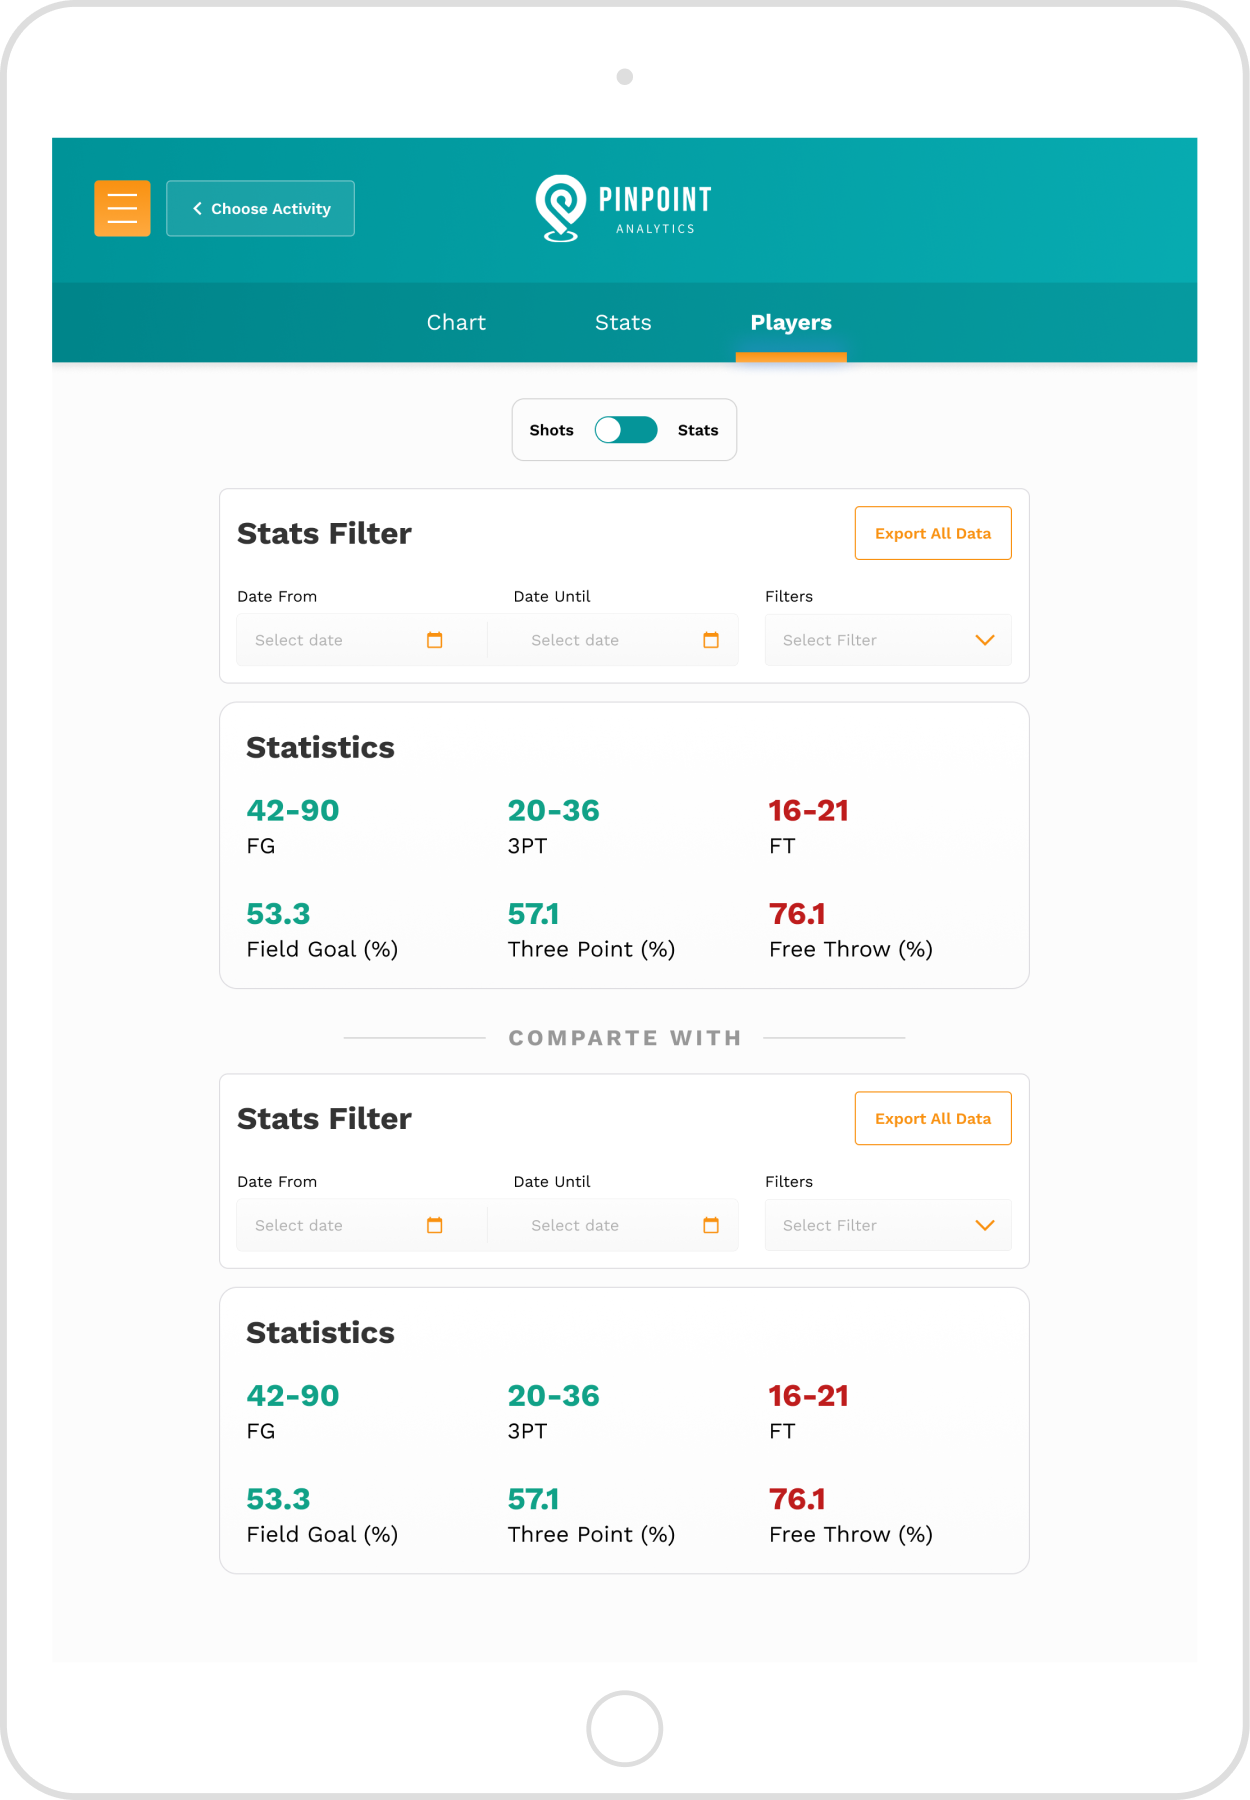 Choose Activity
PINPOINT
ANALYTICS
Chart Stats Players
Shots Stats
Stats Filter Export All Data
Date From Date Until Filters
Select date Select date Select Filter
Statistics
42-90 20-36 16-21
FG 3PT FT
53.3 57.1 76.1
Field Goal (%) Three Point (%) Free Throw (%)
COMPARTE WITH
Stats Filter Export All Data
Date From Date Until Filters
Select date Select date Select Filter
Statistics
42-90 20-36 16-21
FG 3PT FT
53.3 57.1 76.1
Field Goal (%) Three Point (%) Free Throw (%)